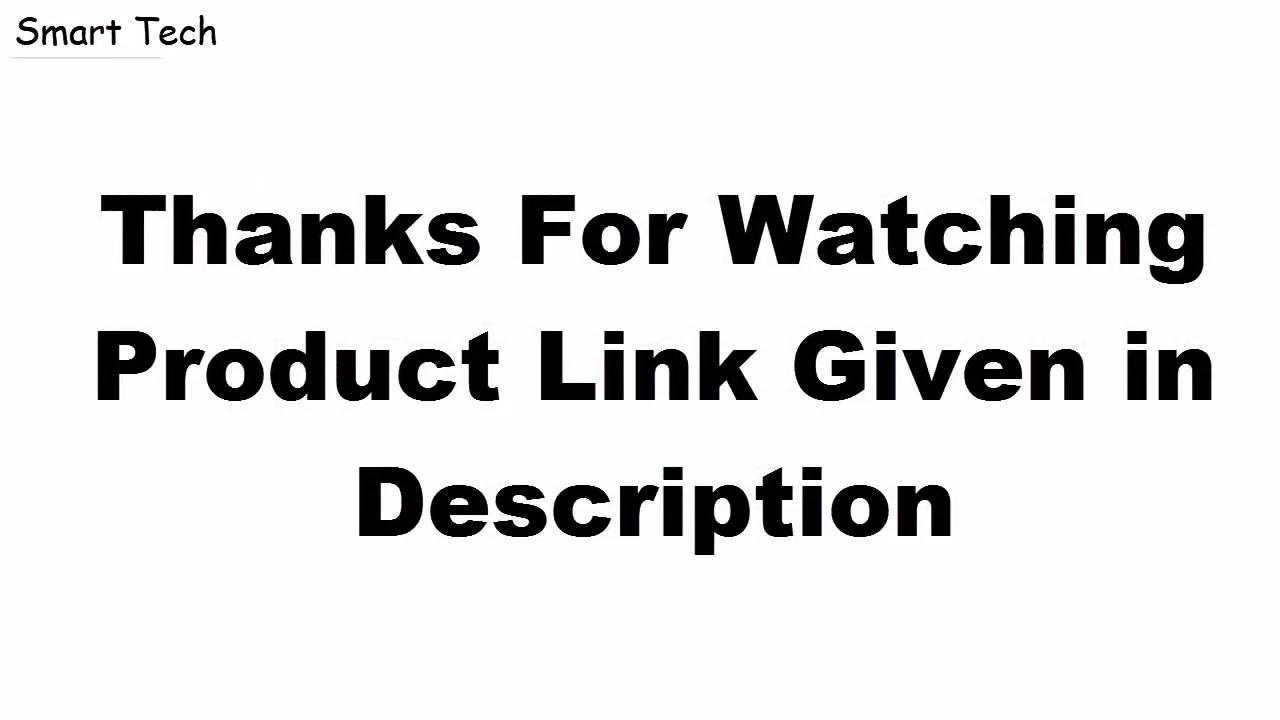 Smart Tech
Thanks For Watching
Product Link Given in
Description